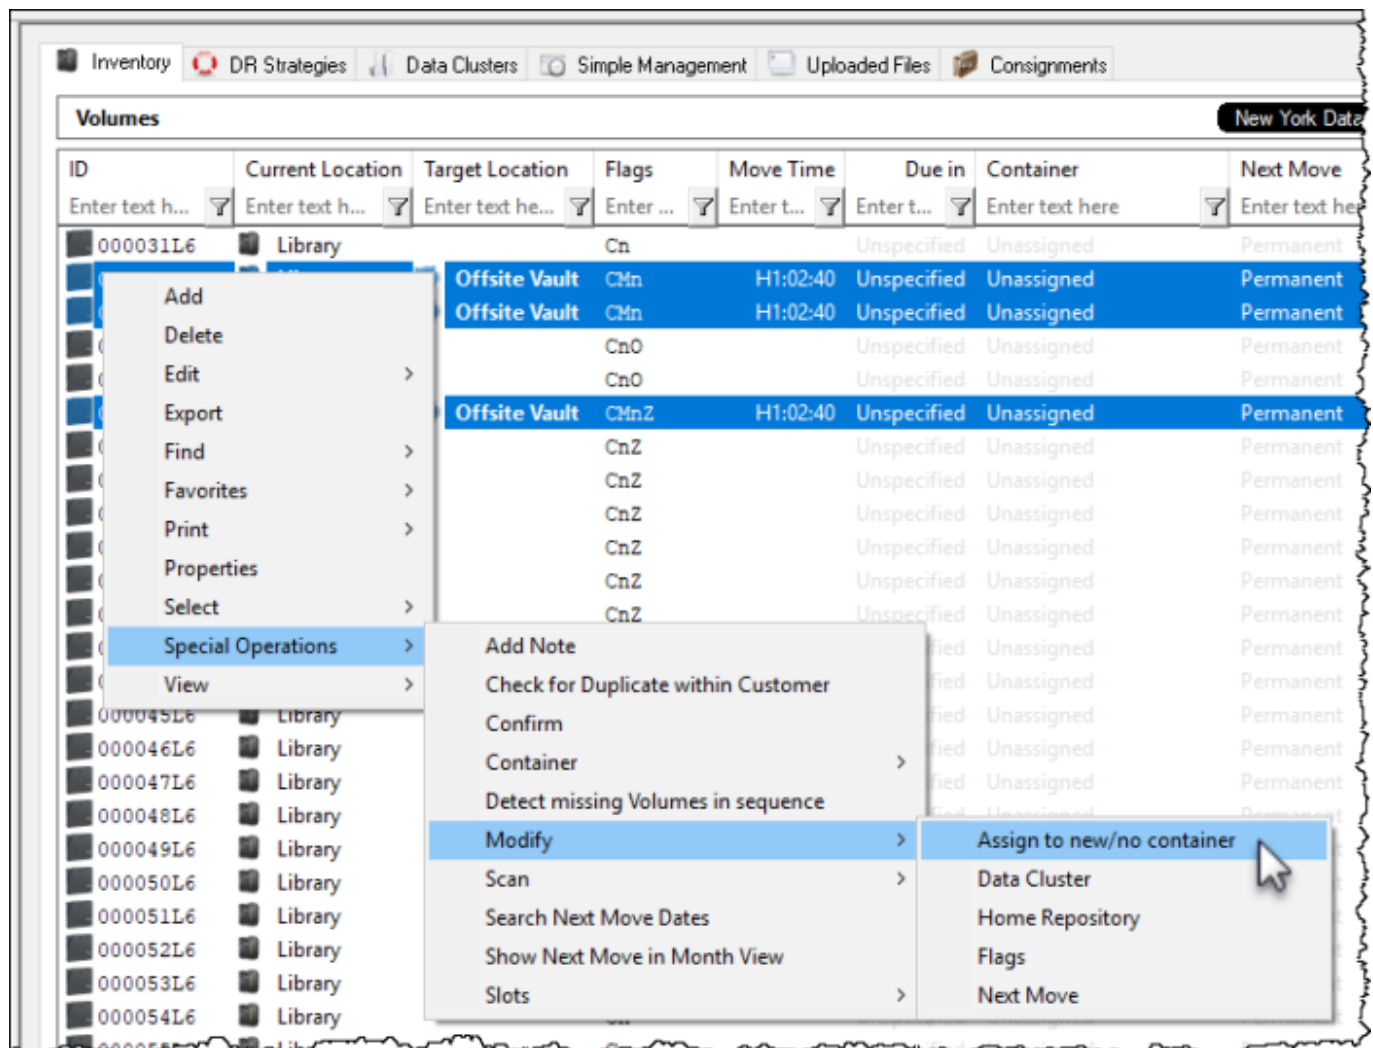 Inventory DR Strategies Data Clusters Simple Management Uploaded Files Consignments
Volumes New York Data
ID Current Location Target Location Flags Move Time Due in Container Next Move
Enter text h... Enter text h... Enter text he... Enter ... Enter t... Enter t... Enter text here Enter text her
000031L6 Library Cn Unspecified Unassigned Permanent
Offsite Vault CMn H1:02:40 Unspecified Unassigned Permanent
Add
Offsite Vault CMn H1:02:40 Unspecified Unassigned Permanent
Delete
CnO Unspecified Unassigned Permanent
Edit
CnO Unspecified Unassigned Permanent
Export
Offsite Vault CMnZ H1:02:40 Unspecified Unassigned Permanent
Find
CnZ Unspecified Unassigned Permanent
Favorites
CnZ Unspecified Unassigned Permanent
Print
CnZ Unspecified Unassigned Permanent
CnZ Unspecified Unassigned Permanent
Properties
CnZ Unspecified Unassigned Permanent
Select
CnZ Unspecified Unassigned Permanent
Special Operations
Add Note
fied Unassigned Permanent
View
Check for Duplicate within Customer
fied Unassigned Permanent
000045L6 Library
Confirm
fied Unassigned Permanent
000046L6 Library
Container
fied Unassigned Permanent
000047L6 Library
Detect missing Volumes in sequence
fied Unassigned Permanent
000048L6 Library
Modify
Assign to new/no container
000049L6 Library
Scan
Data Cluster
000050L6 Library
Search Next Move Dates
Home Repository
000051L6 Library
Show Next Move in Month View
Flags
000052L6 Library
000053L6 Library
Slots
Next Move
000054L6 Library